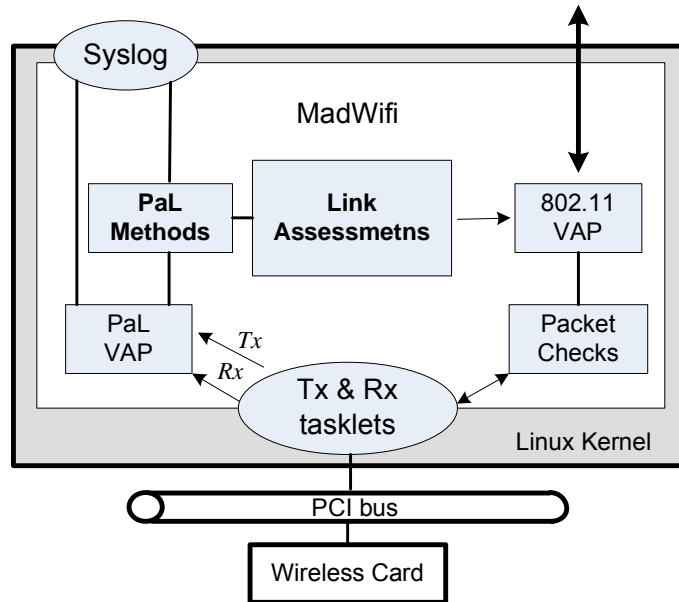 Syslog
MadWifi
PaL
Methods
Link
Assessmetns
802.11
VAP
PaL
VAP
Tx
Rx
Packet
Checks
Tx & Rx
tasklets
Linux Kernel
PCI bus
Wireless Card